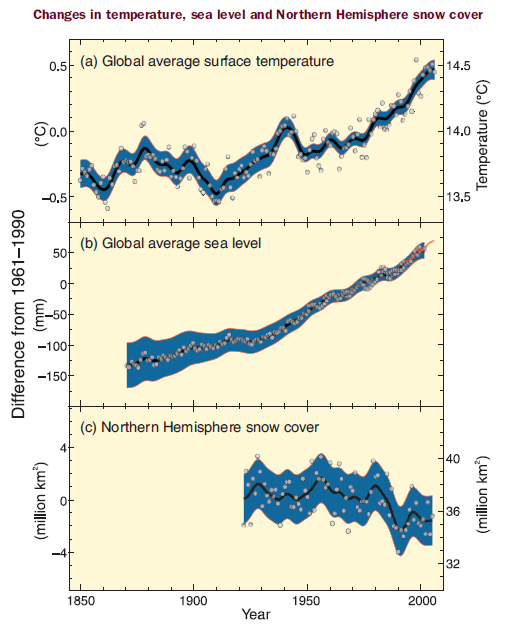 Changes in temperature, sea level and Northern Hemisphere snow cover
(a) Global average surface temperature
0.5
0.0
−0.5
(°C)
14.5
14,0
13,5
Temperature (°C)
(b) Global average sea level
50
0
−50
−100
−150
(mm)
Difference from 1961–1990
(c) Northern Hemisphere snow cover
4
0
−4
(million km²)
40
36
32
(million km²)
1850 1900 1950 2000
Year